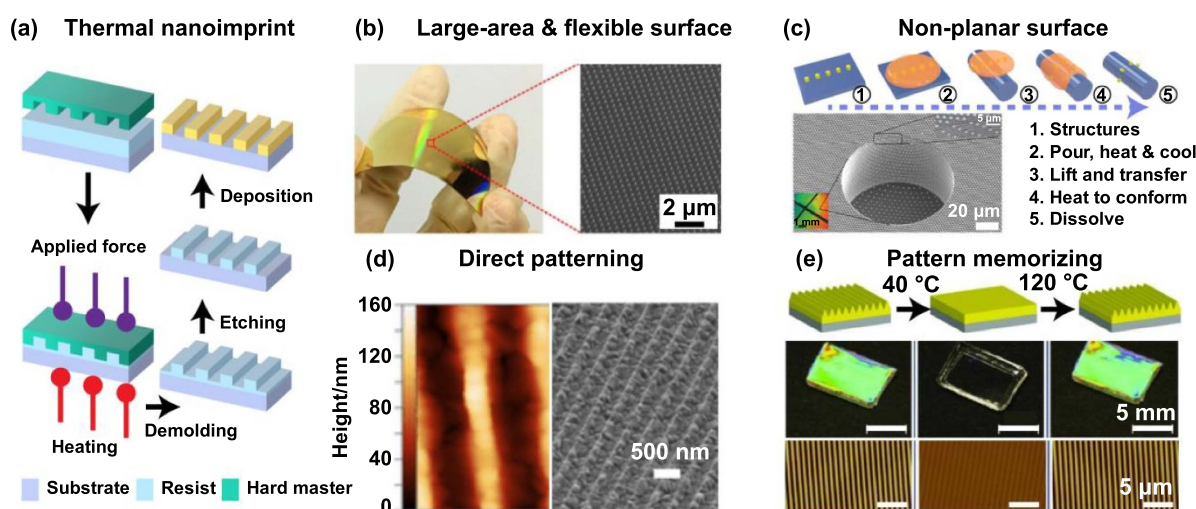 (a) Thermal nanoimprint
Deposition
Applied force
Etching
Demolding
Heating
Substrate Resist Hard master
(b) Large-area & flexible surface
2 µm
(c) Non-planar surface
1 2 3 4 5
5 µm
1 mm
20 µm
1. Structures
2. Pour, heat & cool
3. Lift and transfer
4. Heat to conform
5. Dissolve
(d) Direct patterning
Height/nm
160
120
80
40
0
500 nm
(e) Pattern memorizing
40 °C 120 °C
5 mm
5 µm